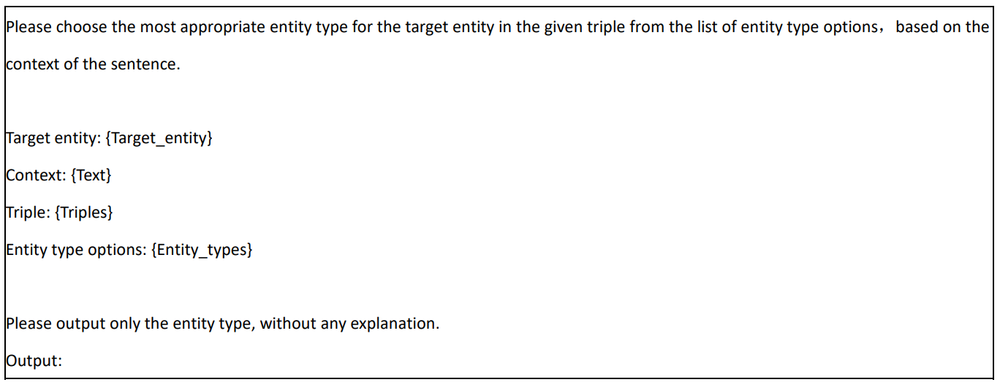 Please choose the most appropriate entity type for the target entity in the given triple from the list of entity type options，based on the
context of the sentence.
Target entity: {Target_entity}
Context: {Text}
Triple: {Triples}
Entity type options: {Entity_types}
Please output only the entity type, without any explanation.
Output: